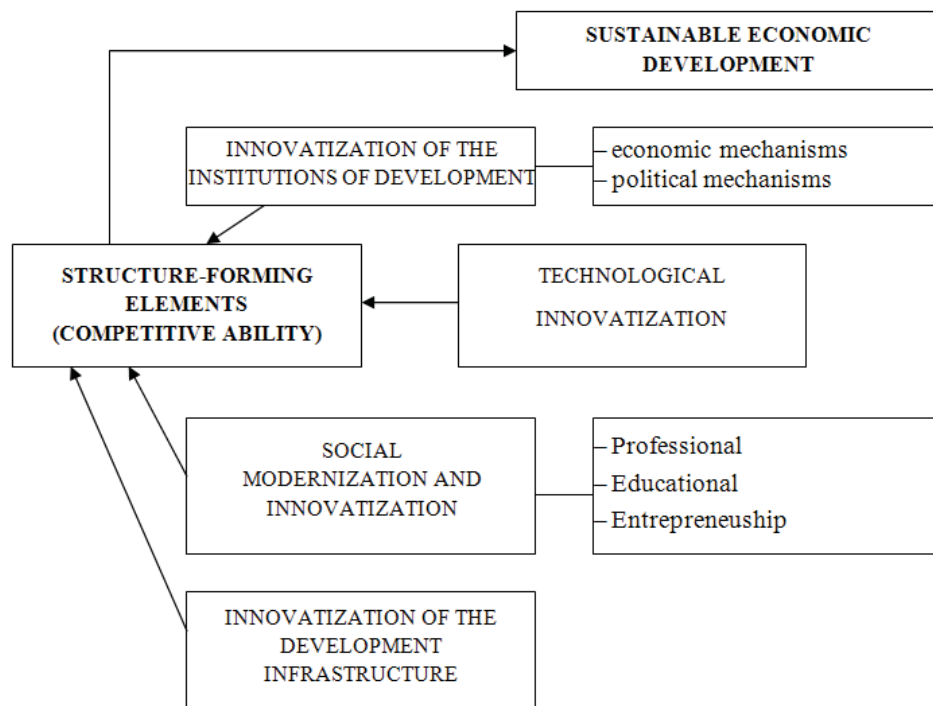 SUSTAINABLE ECONOMIC
DEVELOPMENT
INNOVATIZATION OF THE
INSTITUTIONS OF DEVELOPMENT
– economic mechanisms
– political mechanisms
STRUCTURE-FORMING
ELEMENTS
(COMPETITIVE ABILITY)
TECHNOLOGICAL
INNOVATIZATION
SOCIAL
MODERNIZATION AND
INNOVATIZATION
– Professional
– Educational
– Entrepreneuship
INNOVATIZATION OF THE
DEVELOPMENT
INFRASTRUCTURE